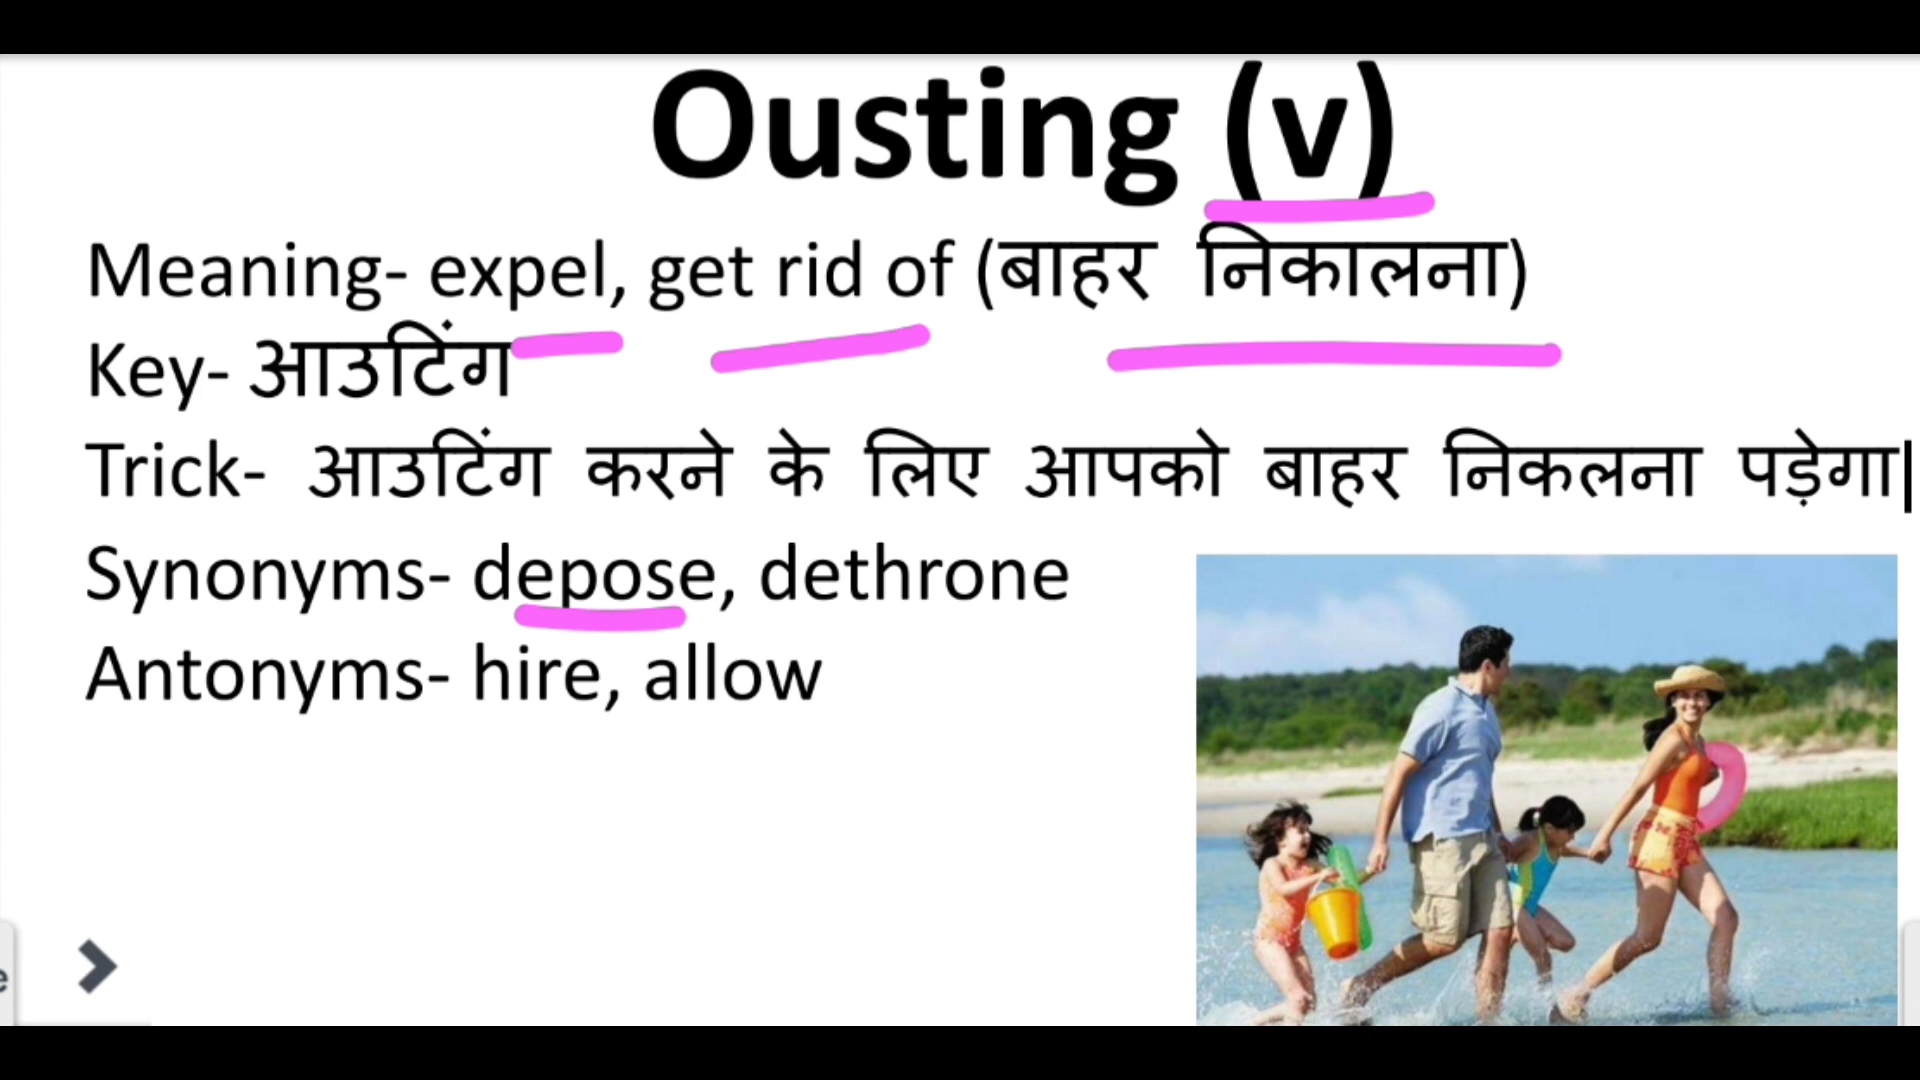 Ousting (v)
Meaning- expel, get rid of (बाहर निकालना)
Key- आउटिंग
Trick- आउटिंग करने के लिए आपको बाहर निकलना पड़ेगा|
Synonyms- depose, dethrone
Antonyms- hire, allow